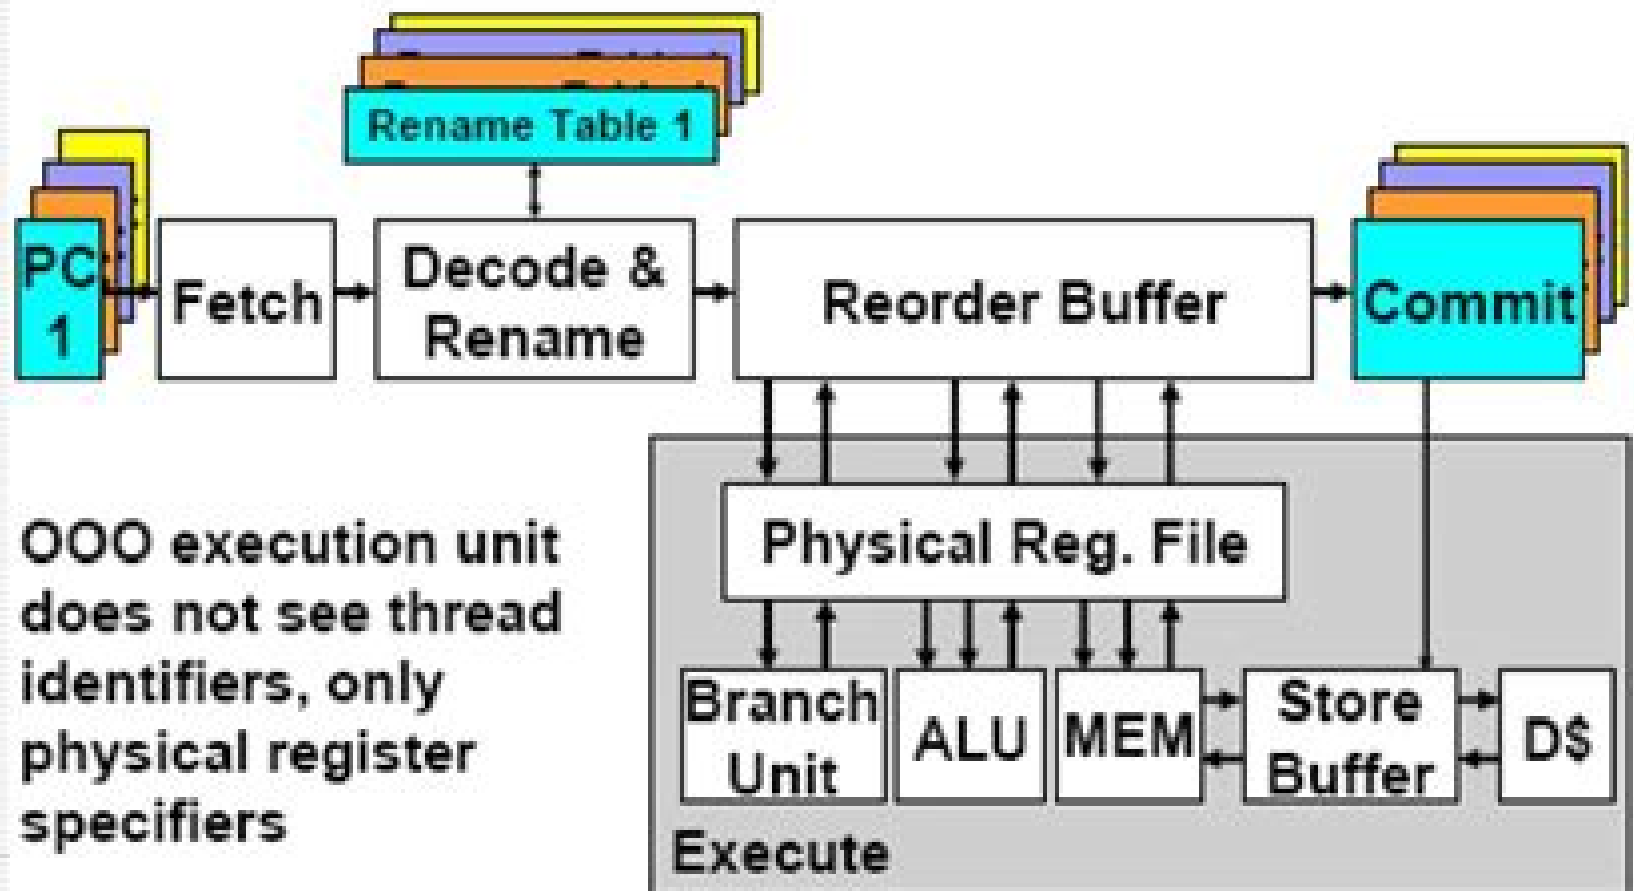 Rename Table 1
PC
1
Fetch
Decode &
Rename
Reorder Buffer
Commit
Physical Reg. File
OOO execution unit
does not see thread
identifiers, only
physical register
specifiers
Branch
Unit
ALU
MEM
Store
Buffer
D$
Execute